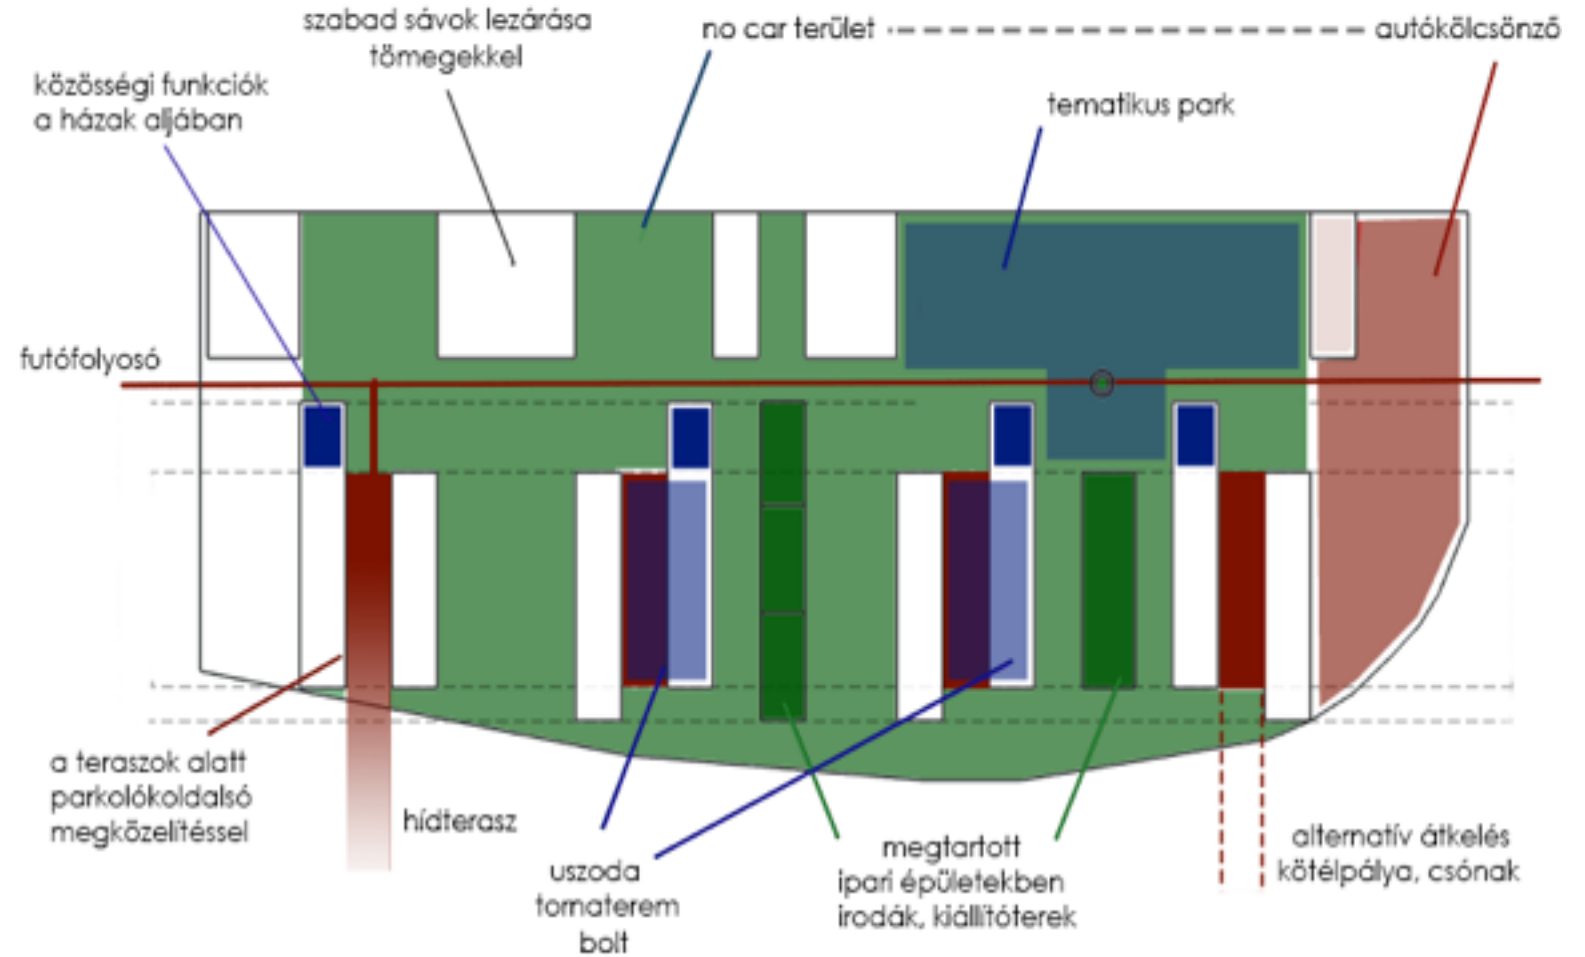 szabad sávok lezárása
tömegekkel
no car terület
autókölcsönző
közösségi funkciók
a házak aljában
tematikus park
futófolyosó
a teraszok alatt
parkolókoldalsó
megközelítéssel
hídterasz
uszoda
tornaterem
bolt
megtartott
ipari épületekben
irodák, kiállítóterek
alternatív átkelés
kötélpálya, csónak